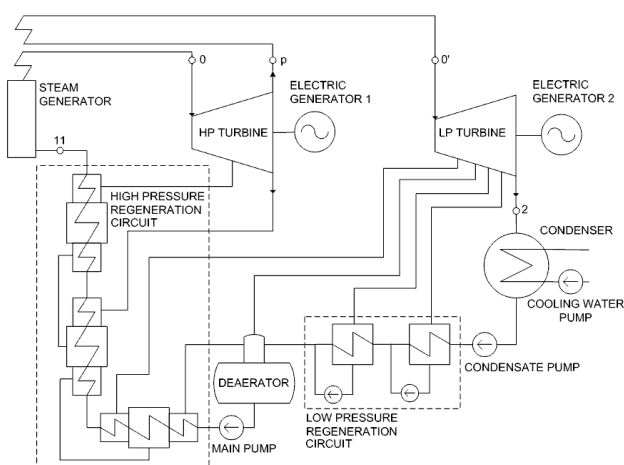 0
p
0'
STEAM
GENERATOR
ELECTRIC
GENERATOR 1
ELECTRIC
GENERATOR 2
HP TURBINE
LP TURBINE
11
HIGH PRESSURE
REGENERATION
CIRCUIT
2
CONDENSER
COOLING WATER
PUMP
CONDENSATE PUMP
DEAERATOR
LOW PRESSURE
REGENERATION
CIRCUIT
MAIN PUMP